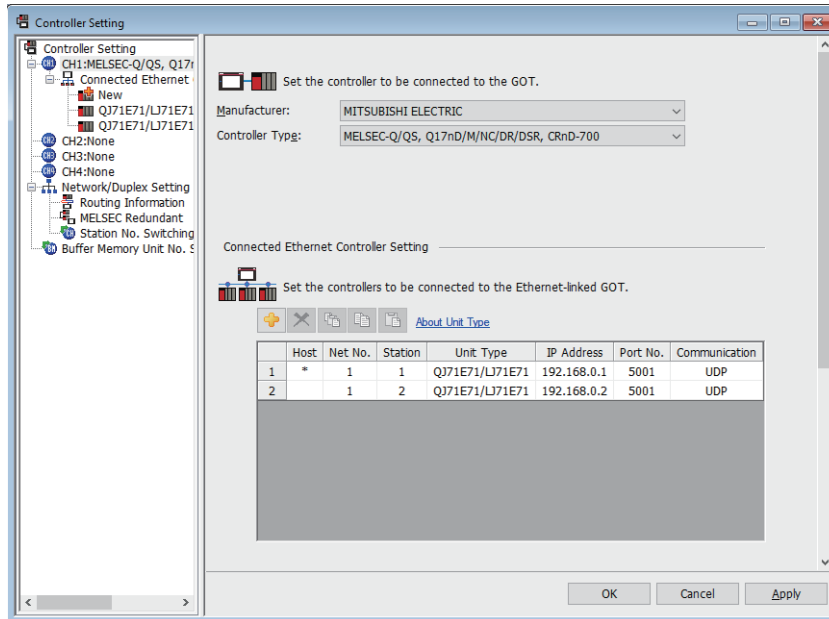 Controller Setting
Controller Setting
CH1:MELSEC-Q/QS, Q17n
Connected Ethernet
New
QJ71E71/LJ71E71
QJ71E71/LJ71E71
CH2:None
CH3:None
CH4:None
Network/Duplex Setting
Routing Information
MELSEC Redundant
Station No. Switching
Buffer Memory Unit No. S
Set the controller to be connected to the GOT.
Manufacturer: MITSUBISHI ELECTRIC
Controller Type: MELSEC-Q/QS, Q17nD/M/NC/DR/DSR, CRnD-700
Connected Ethernet Controller Setting
Set the controllers to be connected to the Ethernet-linked GOT.
About Unit Type
Host Net No. Station Unit Type IP Address Port No. Communication
1 * 1 1 QJ71E71/LJ71E71 192.168.0.1 5001 UDP
2 1 2 QJ71E71/LJ71E71 192.168.0.2 5001 UDP
OK Cancel Apply